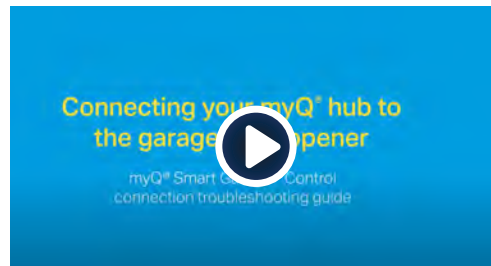 Connecting your myQ® hub to
the garage opener
myQ® Smart Control
connection troubleshooting guide